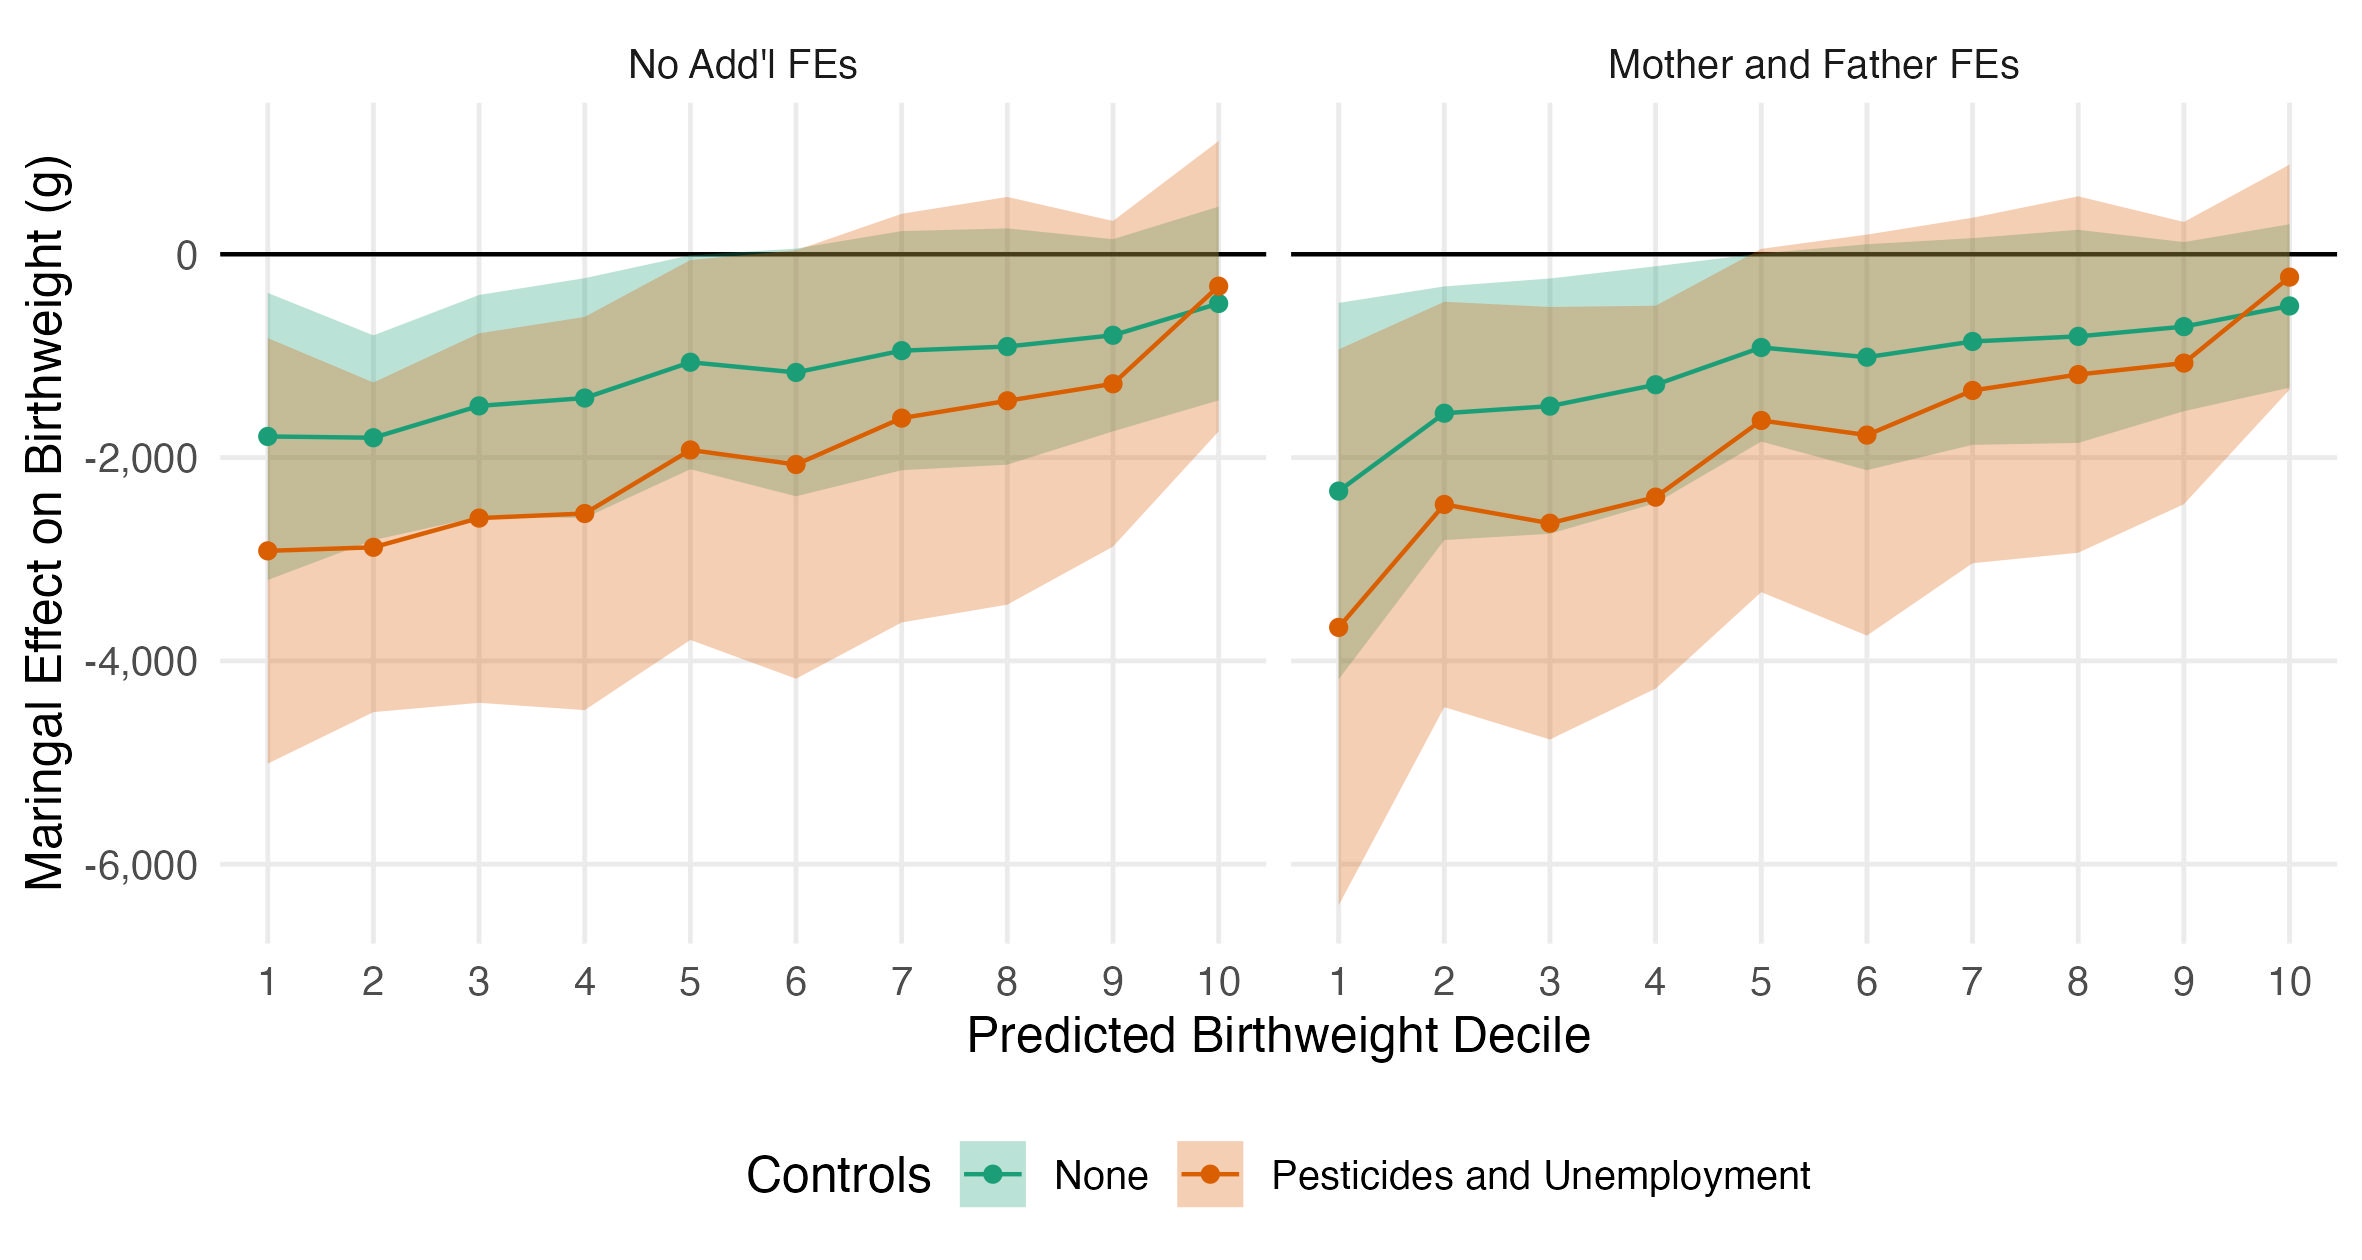 No Add'l FEs
Mother and Father FEs
Maringal Effect on Birthweight (g)
0
-2,000
-4,000
-6,000
1 2 3 4 5 6 7 8 9 10
1 2 3 4 5 6 7 8 9 10
Predicted Birthweight Decile
Controls None Pesticides and Unemployment